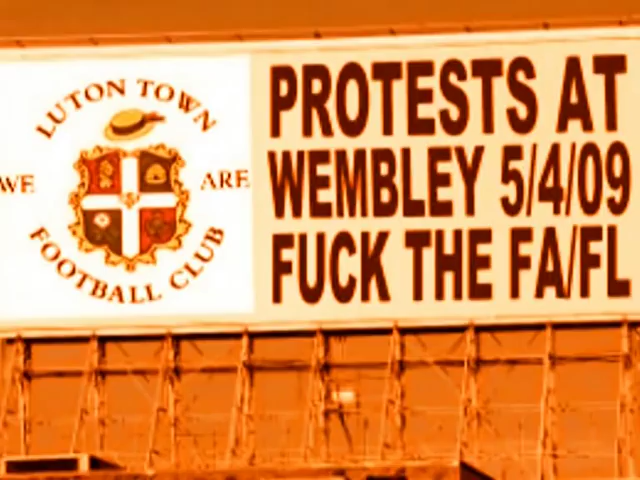 LUTON TOWN
WE ARE
FOOTBALL CLUB
PROTESTS AT
WEMBLEY 5/4/09
FUCK THE FA/FL